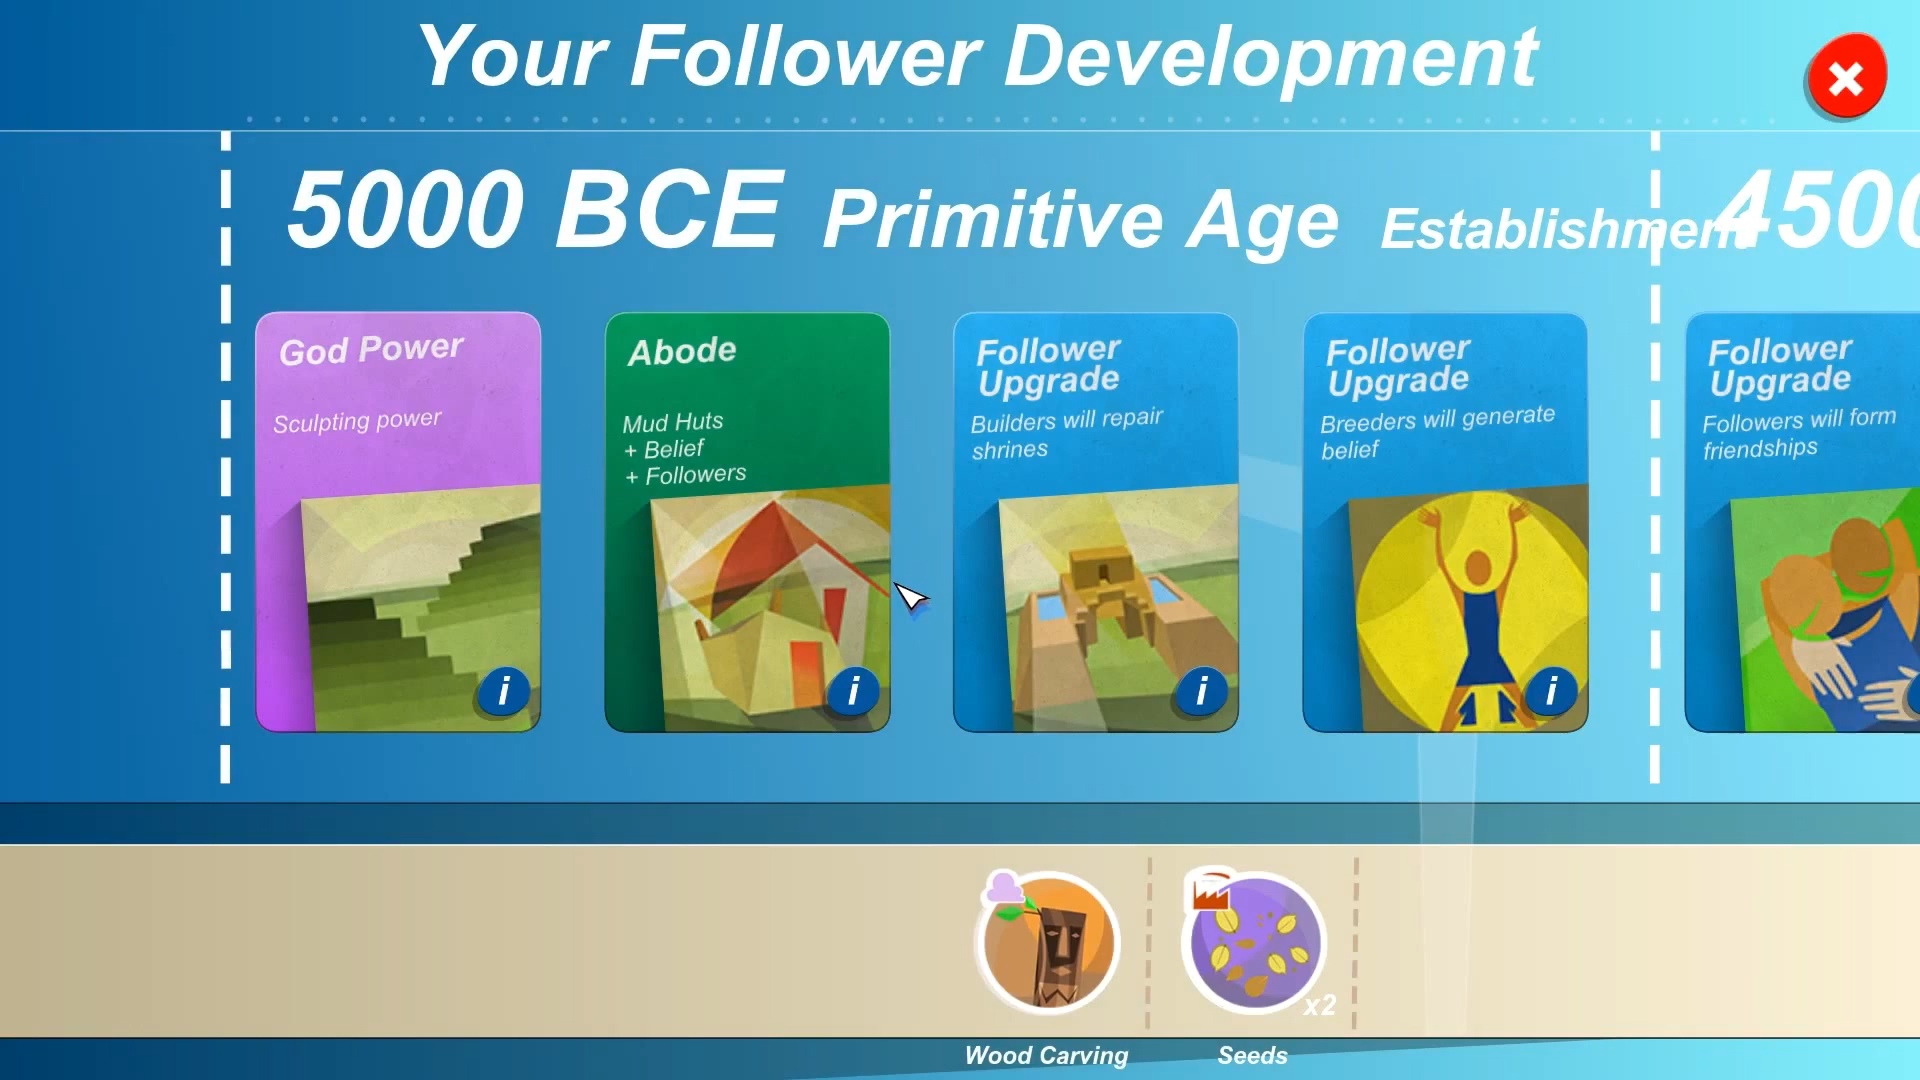 Your Follower Development
5000 BCE Primitive Age Establishment
450
God Power
Sculpting power
Abode
Mud Huts
+ Belief
+ Followers
Follower
Upgrade
Builders will repair
shrines
Follower
Upgrade
Breeders will generate
belief
Follower
Upgrade
Followers will form
friendships
i
i
i
i
x2
Wood Carving
Seeds